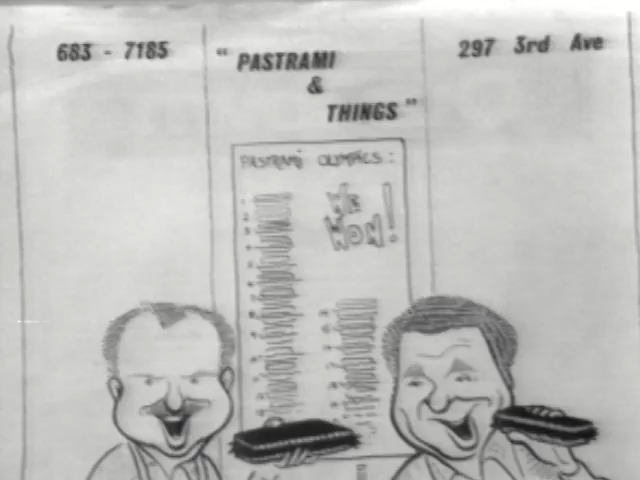 683 - 7185
" PASTRAMI
&
THINGS "
297 3rd Ave
PASTRAMI OLYMPICS:
WE
WON!